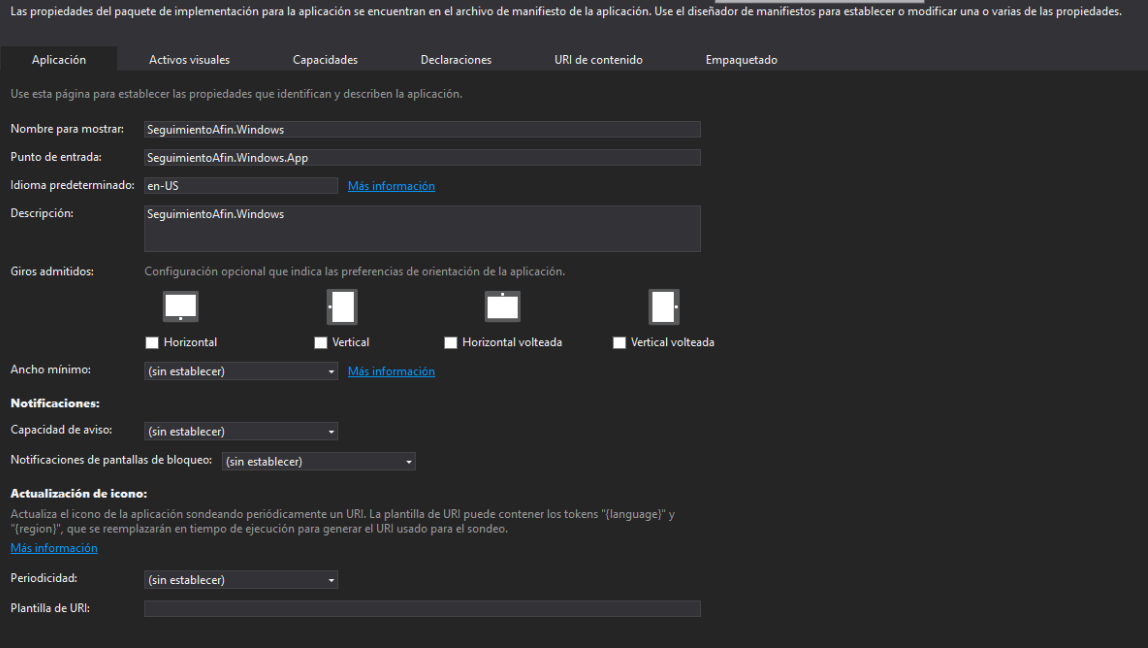 Las propiedades del paquete de implementación para la aplicación se encuentran en el archivo de manifiesto de la aplicación. Use el diseñador de manifiestos para establecer o modificar una o varias de las propiedades.
Aplicación Activos visuales Capacidades Declaraciones URI de contenido Empaquetado
Use esta página para establecer las propiedades que identifican y describen la aplicación.
Nombre para mostrar: SeguimientoAfin.Windows
Punto de entrada: SeguimientoAfin.Windows.App
Idioma predeterminado: en-US Más información
Descripción: SeguimientoAfin.Windows
Giros admitidos: Configuración opcional que indica las preferencias de orientación de la aplicación.
Horizontal Vertical Horizontal volteada Vertical volteada
Ancho mínimo: (sin establecer) Más información
Notificaciones:
Capacidad de aviso: (sin establecer)
Notificaciones de pantallas de bloqueo: (sin establecer)
Actualización de icono:
Actualiza el icono de la aplicación sondeando periódicamente un URI. La plantilla de URI puede contener los tokens "{language}" y
"{region}", que se reemplazarán en tiempo de ejecución para generar el URI usado para el sondeo.
Más información
Periodicidad: (sin establecer)
Plantilla de URI: